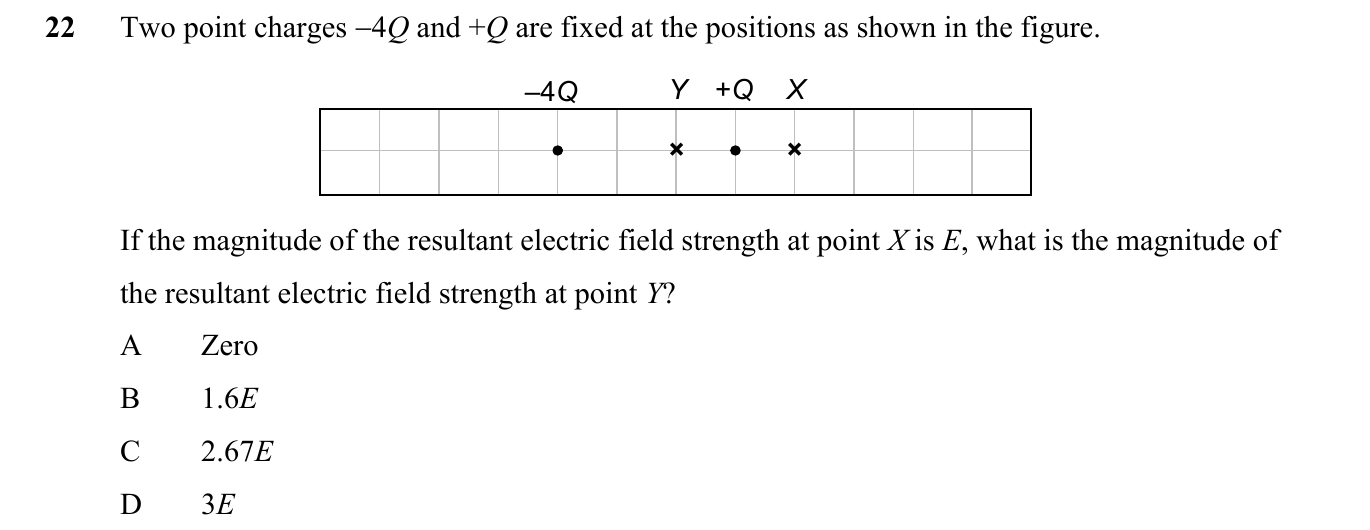 22 Two point charges –4Q and +Q are fixed at the positions as shown in the figure.
–4Q Y +Q X
If the magnitude of the resultant electric field strength at point X is E, what is the magnitude of
the resultant electric field strength at point Y?
A Zero
B 1.6E
C 2.67E
D 3E